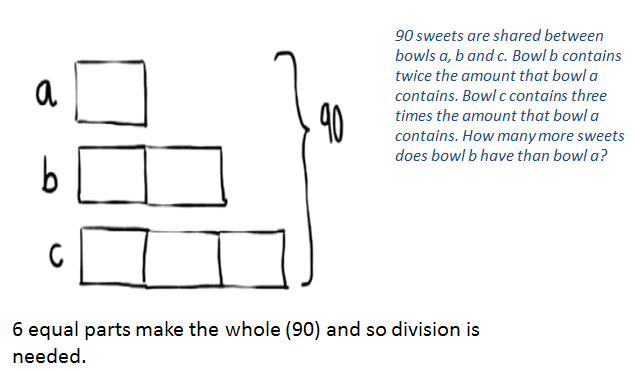 90 sweets are shared between
bowls a, b and c. Bowl b contains
twice the amount that bowl a
contains. Bowl c contains three
times the amount that bowl a
contains. How many more sweets
does bowl b have than bowl a?
a
90
b
c
6 equal parts make the whole (90) and so division is
needed.